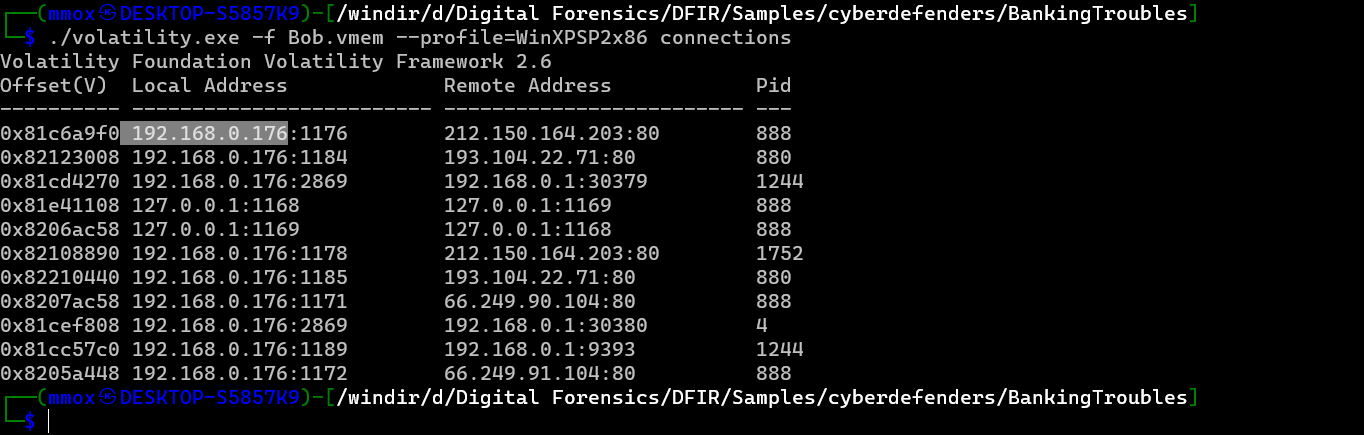 ┌──(mmox㉿DESKTOP-S5857K9)-[/windir/d/Digital Forensics/DFIR/Samples/cyberdefenders/BankingTroubles]
└─$ ./volatility.exe -f Bob.vmem --profile=WinXPSP2x86 connections
Volatility Foundation Volatility Framework 2.6
Offset(V)  Local Address             Remote Address            Pid
---------- ------------------------- ------------------------- ---
0x81c6a9f0 192.168.0.176:1176        212.150.164.203:80        888
0x82123008 192.168.0.176:1184        193.104.22.71:80          880
0x81cd4270 192.168.0.176:2869        192.168.0.1:30379         1244
0x81e41108 127.0.0.1:1168            127.0.0.1:1169            888
0x8206ac58 127.0.0.1:1169            127.0.0.1:1168            888
0x82108890 192.168.0.176:1178        212.150.164.203:80        1752
0x82210440 192.168.0.176:1185        193.104.22.71:80          880
0x8207ac58 192.168.0.176:1171        66.249.90.104:80          888
0x81cef808 192.168.0.176:2869        192.168.0.1:30380         4
0x81cc57c0 192.168.0.176:1189        192.168.0.1:9393          1244
0x8205a448 192.168.0.176:1172        66.249.91.104:80          888
┌──(mmox㉿DESKTOP-S5857K9)-[/windir/d/Digital Forensics/DFIR/Samples/cyberdefenders/BankingTroubles]
└─$